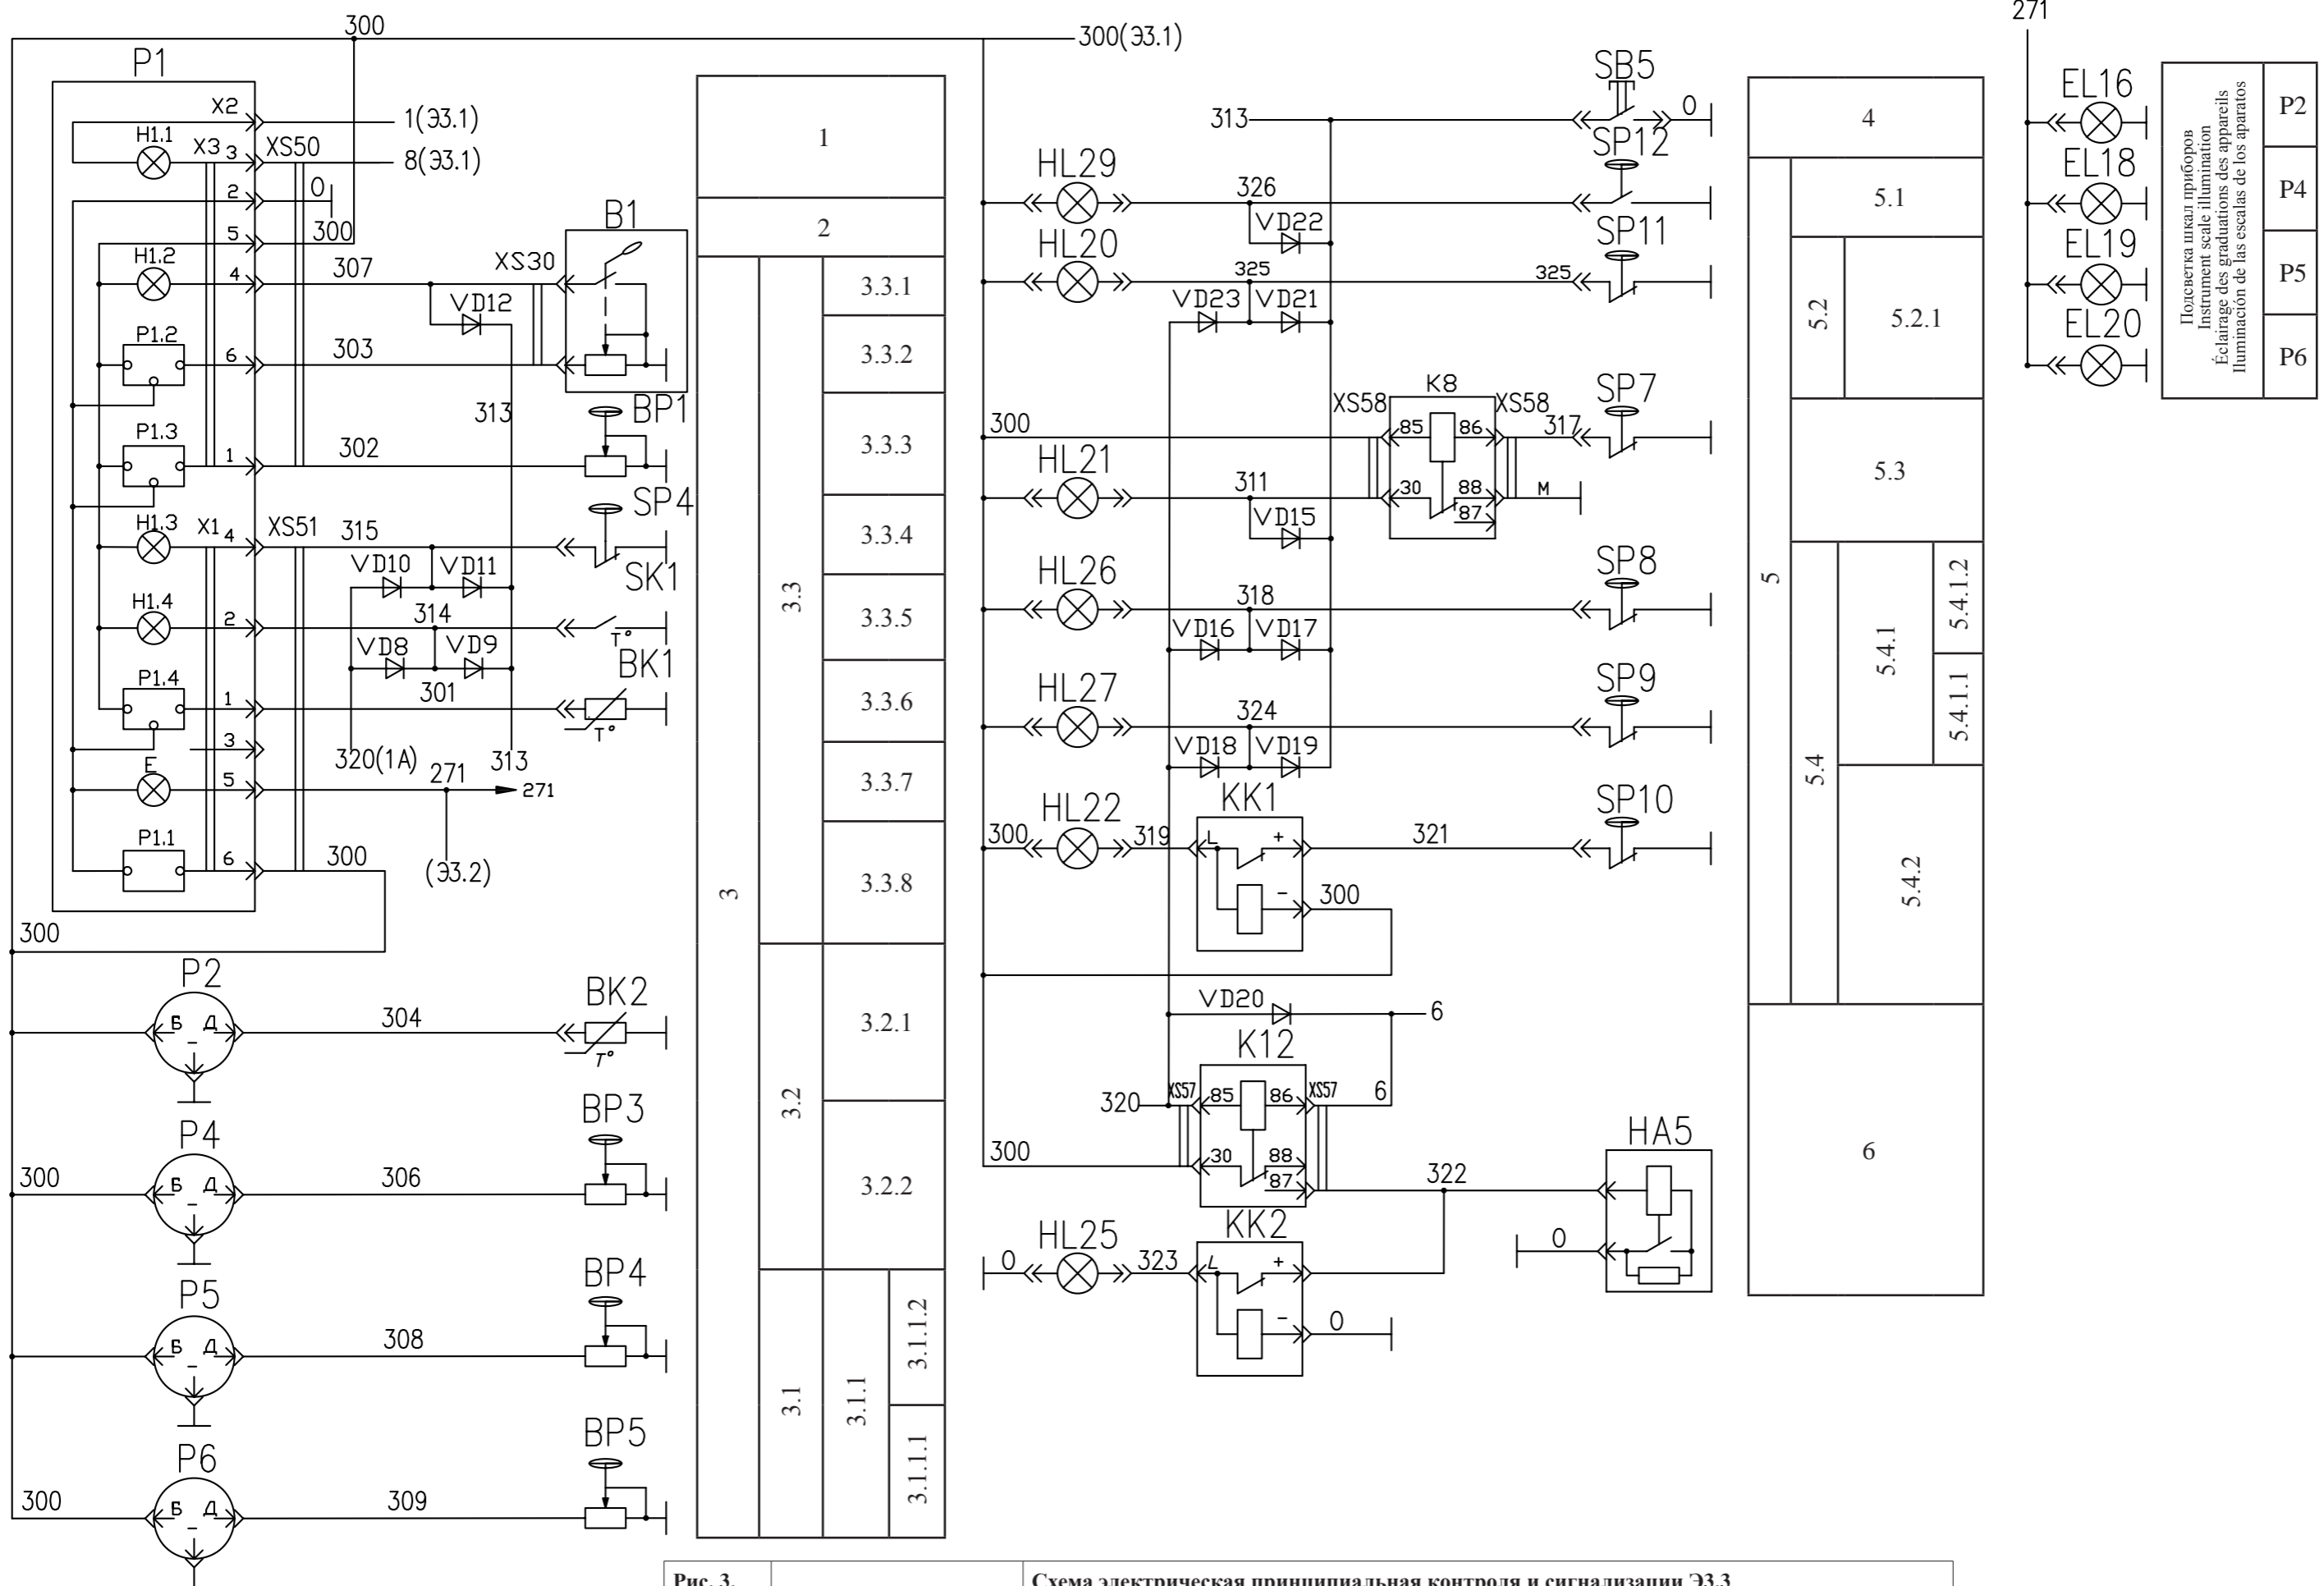 300
300(Э3.1)
271
P1
X2
1(Э3.1)
H1.1
X3
3
XS50
8(Э3.1)
2
0
5
300
H1.2
4
307
XS30
B1
VD12
P1.2
6
303
BP1
313
P1.3
1
302
SP4
H1.3
X1
4
XS51
315
VD10
VD11
SK1
H1.4
2
314
T°
VD8
VD9
BK1
P1.4
1
301
T°
3
320(1A)
313
E
5
271
271
P1.1
6
300
(Э3.2)
300
P2
Б
Д
–
304
BK2
T°
P4
300
Б
Д
–
306
BP3
P5
Б
Д
–
308
BP4
P6
300
Б
Д
–
309
BP5
1
2
3
3.3
3.3.1
3.3.2
3.3.3
3.3.4
3.3.5
3.3.6
3.3.7
3.3.8
3.2
3.2.1
3.2.2
3.1
3.1.1
3.1.1.2
3.1.1.1
SB5
313
0
SP12
HL29
326
VD22
SP11
HL20
325
325
VD23
VD21
K8
SP7
XS58
XS58
300
85
86
317
HL21
311
30
88
M
87
VD15
HL26
318
SP8
VD16
VD17
HL27
324
SP9
VD18
VD19
HL22
KK1
SP10
300
319
L
+
321
–
300
VD20
6
K12
320
XS57
85
86
XS57
6
300
30
88
87
322
HA5
KK2
HL25
0
323
L
+
0
–
0
4
5
5.1
5.2
5.2.1
5.3
5.4
5.4.1
5.4.1.2
5.4.1.1
5.4.2
6
EL16
EL18
EL19
EL20
Подсветка шкал приборов
Instrument scale illumination
Éclairage des graduations des appareils
Iluminación de las escalas de los aparatos
P2
P4
P5
P6
Рис. 3.
Схема электрическая принципиальная контроля и сигнализации Э3.3